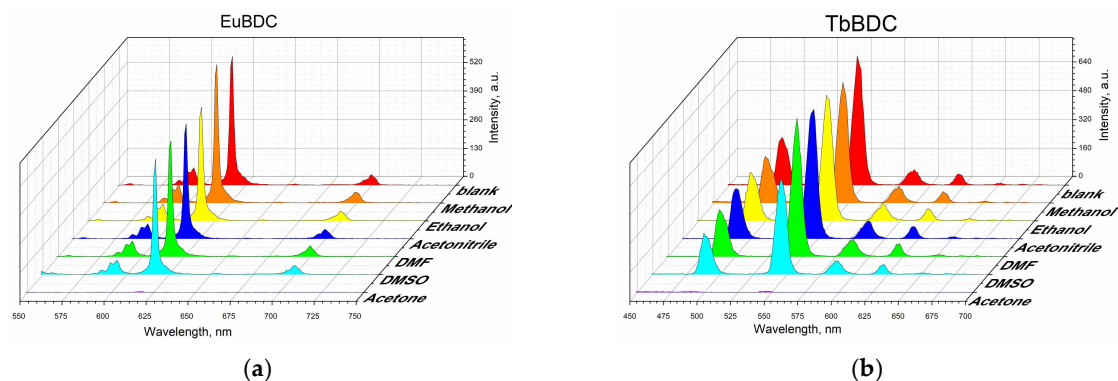 EuBDC
520
390
260
130
0
Intensity, a.u.
blank
Methanol
Ethanol
Acetonitrile
DMF
DMSO
Acetone
550 575 600 625 650 675 700 725 750
Wavelength, nm
(a)
TbBDC
640
480
320
160
0
Intensity, a.u.
blank
Methanol
Ethanol
Acetonitrile
DMF
DMSO
Acetone
450 475 500 525 550 575 600 625 650 675 700
Wavelength, nm
(b)